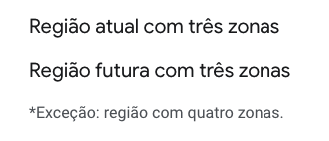 Região atual com três zonas
Região futura com três zonas
*Exceção: região com quatro zonas.